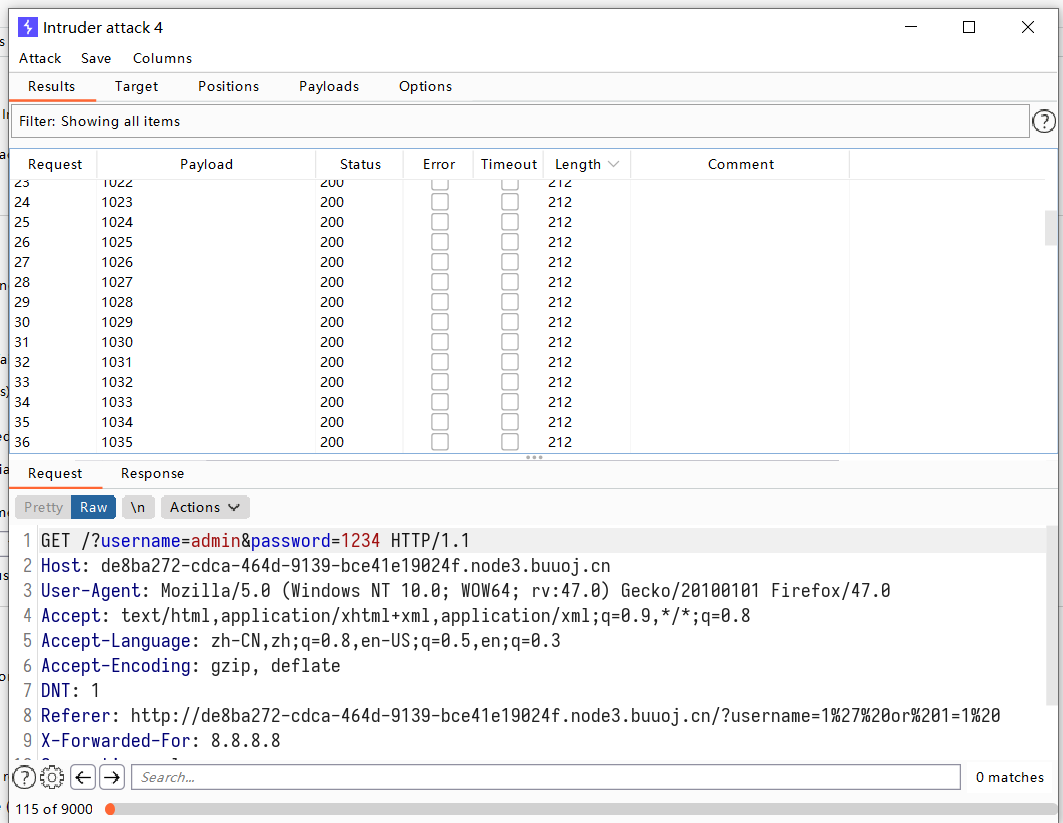 Intruder attack 4
Attack Save Columns
Results Target Positions Payloads Options
Filter: Showing all items
Request Payload Status Error Timeout Length Comment
23 1022 200 212
24 1023 200 212
25 1024 200 212
26 1025 200 212
27 1026 200 212
28 1027 200 212
29 1028 200 212
30 1029 200 212
31 1030 200 212
32 1031 200 212
33 1032 200 212
34 1033 200 212
35 1034 200 212
36 1035 200 212
Request Response
Pretty Raw \n Actions
1 GET /?username=admin&password=1234 HTTP/1.1
2 Host: de8ba272-cdca-464d-9139-bce41e19024f.node3.buuoj.cn
3 User-Agent: Mozilla/5.0 (Windows NT 10.0; WOW64; rv:47.0) Gecko/20100101 Firefox/47.0
4 Accept: text/html,application/xhtml+xml,application/xml;q=0.9,*/*;q=0.8
5 Accept-Language: zh-CN,zh;q=0.8,en-US;q=0.5,en;q=0.3
6 Accept-Encoding: gzip, deflate
7 DNT: 1
8 Referer: http://de8ba272-cdca-464d-9139-bce41e19024f.node3.buuoj.cn/?username=1%27%20or%201=1%20
9 X-Forwarded-For: 8.8.8.8
Search...
0 matches
115 of 9000